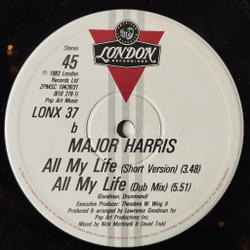 LONDON
RECORDINGS
Stereo
45
℗ 1983 London
Records Ltd
Pop Art Music
LONX 37
b
MAJOR HARRIS
All My Life (Short Version) (3.48)
All My Life (Dub Mix) (5.51)
(Goodman, Drummond)
Executive Producer: Theodore W. Wing II
Produced & arranged by Lawrence Goodman for
Pop Art Productions Inc.
Mixed by Nick Martinelli & David Todd